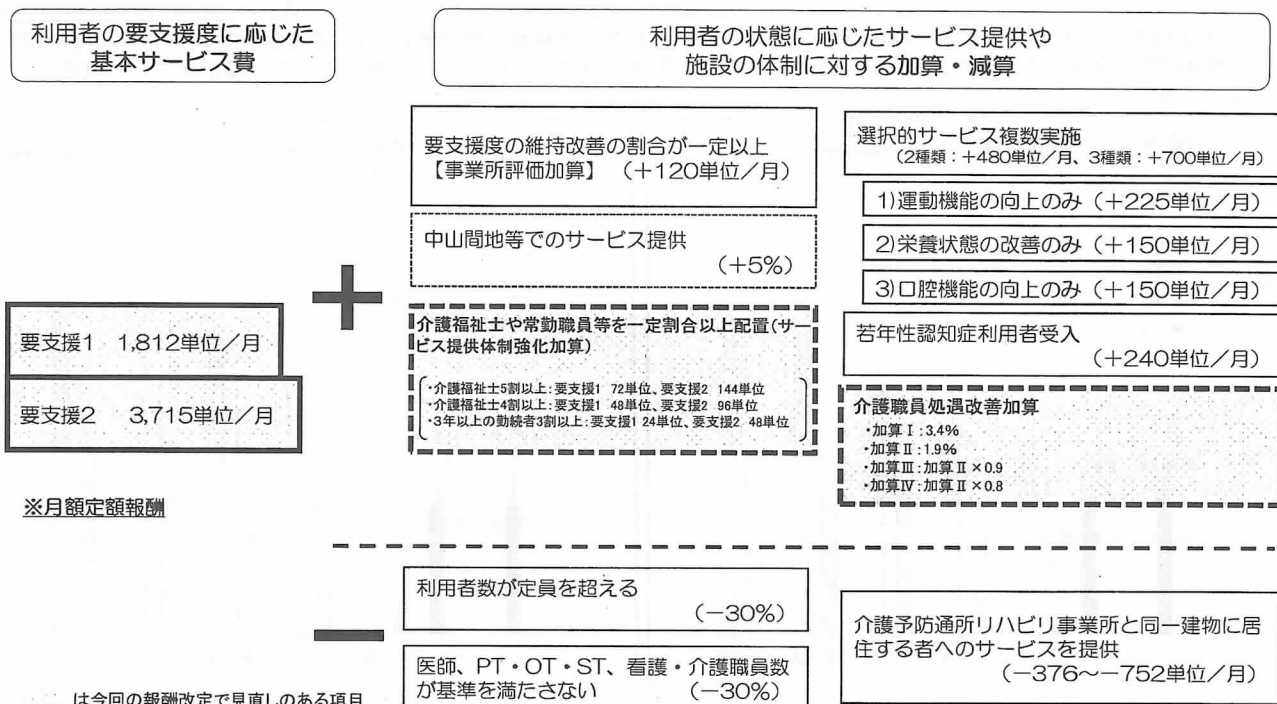 利用者の要支援度に応じた
基本サービス費
利用者の状態に応じたサービス提供や
施設の体制に対する加算・減算
要支援1 1,812単位／月
要支援2 3,715単位／月
※月額定額報酬
要支援度の維持改善の割合が一定以上
【事業所評価加算】 （+120単位／月）
中山間地等でのサービス提供
（+5%）
介護福祉士や常勤職員等を一定割合以上配置(サー
ビス提供体制強化加算)
・介護福祉士5割以上：要支援1 72単位、要支援2 144単位
・介護福祉士4割以上：要支援1 48単位、要支援2 96単位
・3年以上の勤続者3割以上：要支援1 24単位、要支援2 48単位
選択的サービス複数実施
（2種類：+480単位／月、3種類：+700単位／月）
1)運動機能の向上のみ（+225単位／月）
2)栄養状態の改善のみ（+150単位／月）
3)口腔機能の向上のみ（+150単位／月）
若年性認知症利用者受入
（+240単位／月）
介護職員処遇改善加算
・加算Ⅰ：3.4%
・加算Ⅱ：1.9%
・加算Ⅲ：加算Ⅱ×0.9
・加算Ⅳ：加算Ⅱ×0.8
利用者数が定員を超える
（−30%）
医師、PT・OT・ST、看護・介護職員数
が基準を満たさない （−30%）
介護予防通所リハビリ事業所と同一建物に居
住する者へのサービスを提供
（−376～−752単位／月）
は今回の報酬改定で見直しのある項目